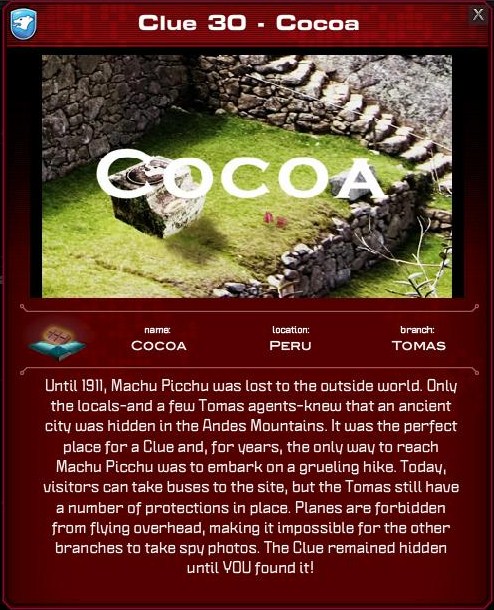 Clue 30 - Cocoa
X
Cocoa
name:
Cocoa
location:
Peru
branch:
Tomas
Until 1911, Machu Picchu was lost to the outside world. Only
the locals-and a few Tomas agents-knew that an ancient
city was hidden in the Andes Mountains. It was the perfect
place for a Clue and, for years, the only way to reach
Machu Picchu was to embark on a grueling hike. Today,
visitors can take buses to the site, but the Tomas still have
a number of protections in place. Planes are forbidden
from flying overhead, making it impossible for the other
branches to take spy photos. The Clue remained hidden
until YOU found it!